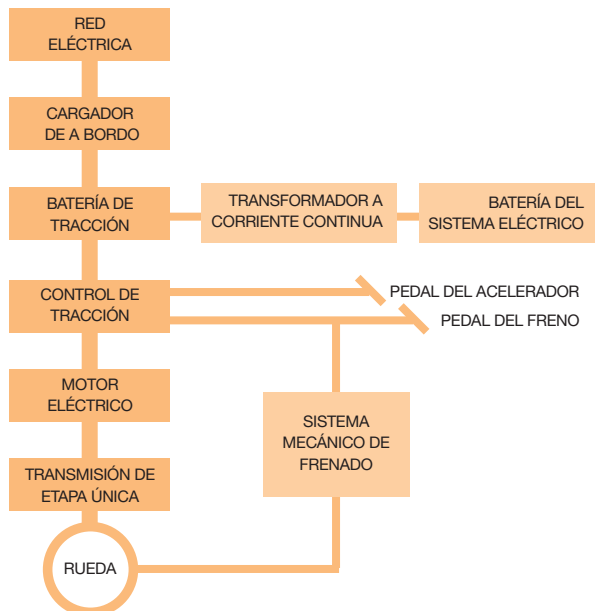 RED
ELÉCTRICA
CARGADOR
DE A BORDO
BATERÍA DE
TRACCIÓN
TRANSFORMADOR A
CORRIENTE CONTINUA
BATERÍA DEL
SISTEMA ELÉCTRICO
CONTROL DE
TRACCIÓN
PEDAL DEL ACELERADOR
PEDAL DEL FRENO
MOTOR
ELÉCTRICO
SISTEMA
MECÁNICO DE
FRENADO
TRANSMISIÓN DE
ETAPA ÚNICA
RUEDA